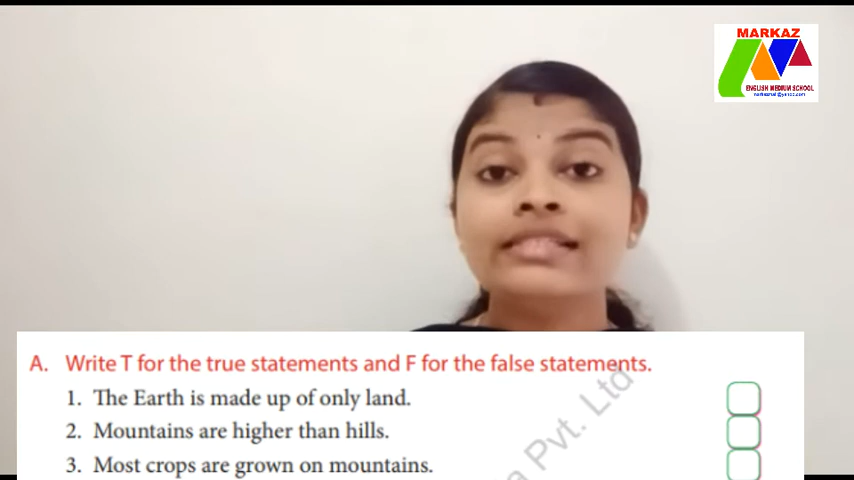 MARKAZ
ENGLISH MEDIUM SCHOOL
A. Write T for the true statements and F for the false statements.
1. The Earth is made up of only land.
2. Mountains are higher than hills.
3. Most crops are grown on mountains.
a Pvt. Ltd